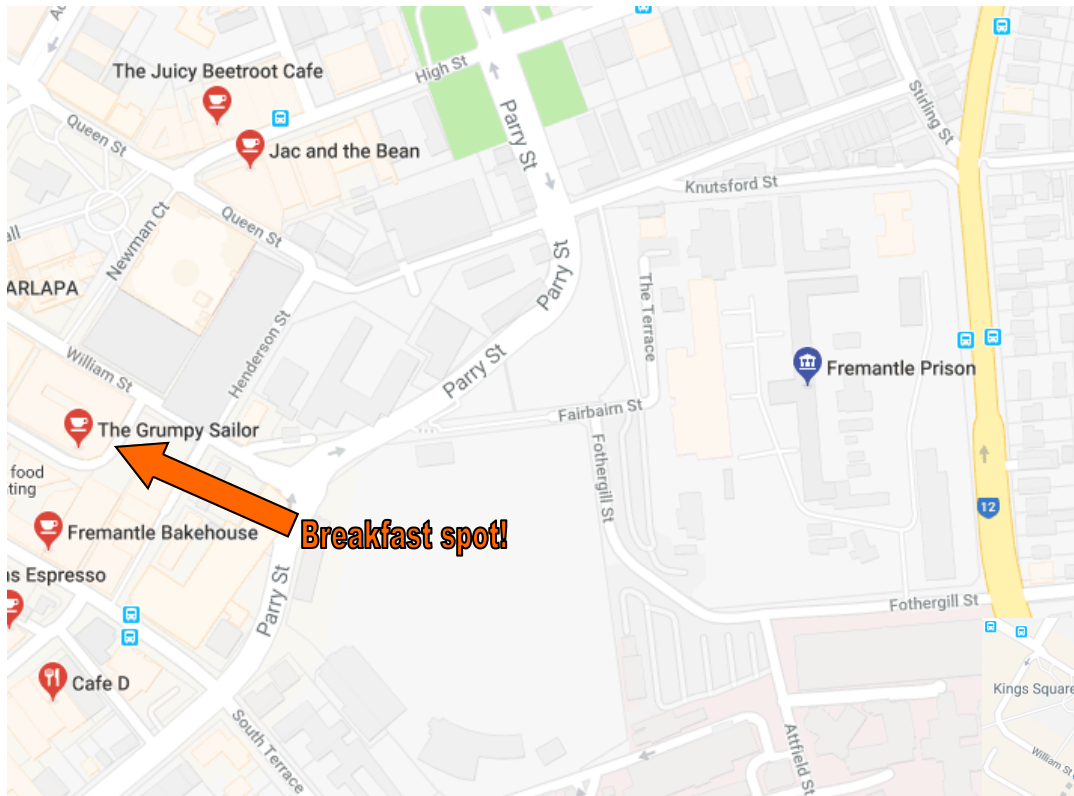 The Juicy Beetroot Cafe
High St
Jac and the Bean
Queen St
Parry St
Stirling St
Knutsford St
Newman Ct
Queen St
ARLAPA
Parry St
The Terrace
Henderson St
William St
Parry St
Fremantle Prison
Fairbairn St
The Grumpy Sailor
food
Fothergill St
12
Fremantle Bakehouse
Breakfast spot!
Espresso
Parry St
Fothergill St
Cafe D
Kings Square
South Terrace
Attfield St
William St